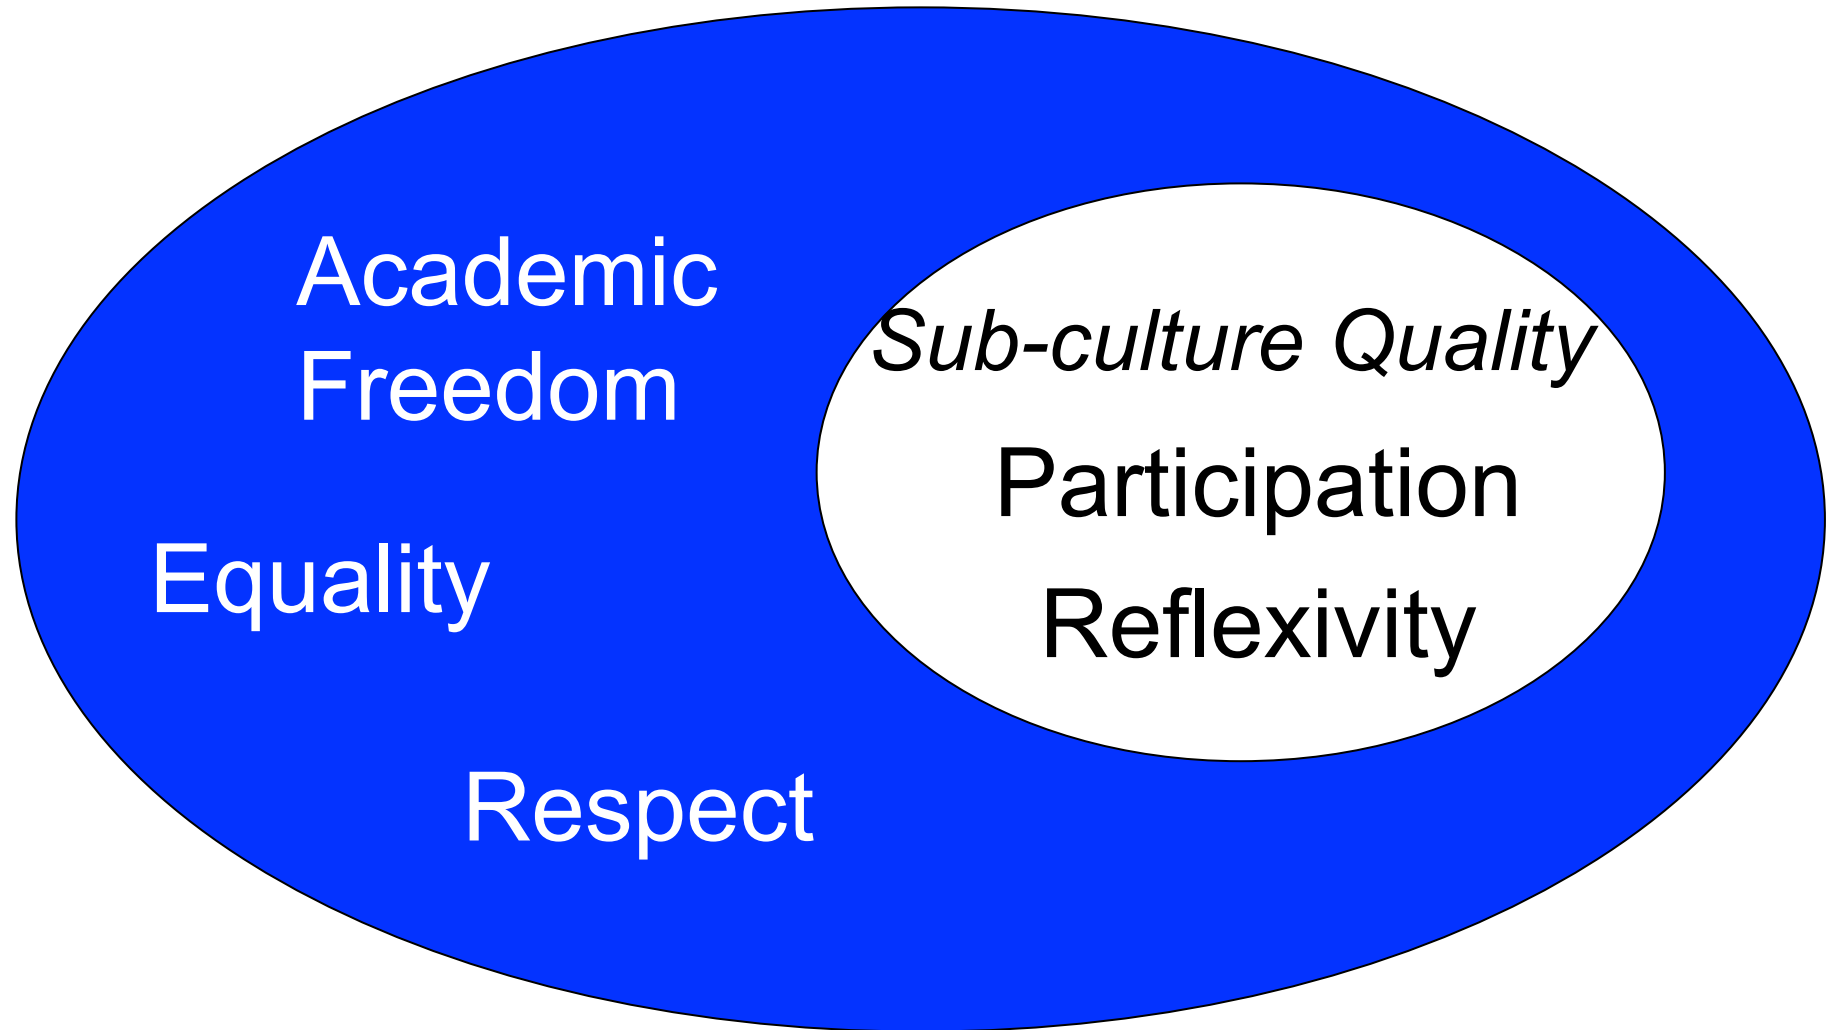 Academic
Freedom
Equality
Respect
Sub-culture Quality
Participation
Reflexivity